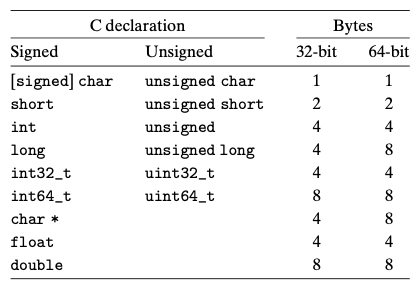 C declaration Bytes
Signed Unsigned 32-bit 64-bit
[signed] char unsigned char 1 1
short unsigned short 2 2
int unsigned 4 4
long unsigned long 4 8
int32_t uint32_t 4 4
int64_t uint64_t 8 8
char * 4 8
float 4 4
double 8 8